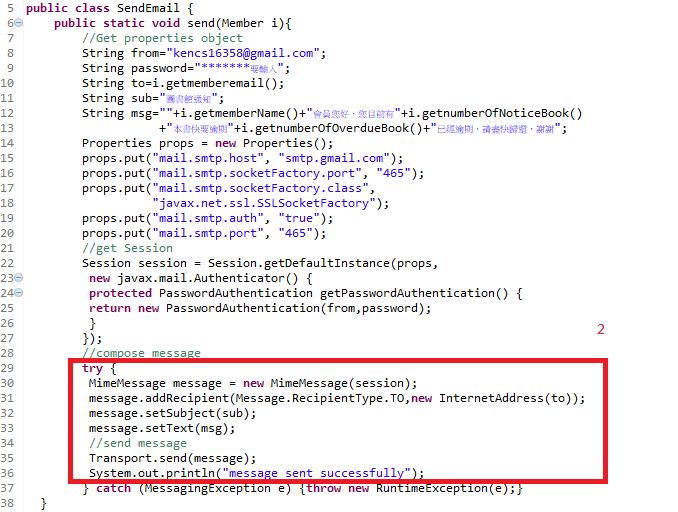 5 public class SendEmail {
6 public static void send(Member i){
7 //Get properties object
8 String from="kencs16358@gmail.com";
9 String password="*******要輸入";
10 String to=i.getmemberemail();
11 String sub="圖書館通知";
12 String msg=""+i.getmemberName()+"會員您好，您目前有"+i.getnumberOfNoticeBook()
13 +"本書快要逾期"+i.getnumberOfOverdueBook()+"已經逾期，請盡快歸還，謝謝";
14 Properties props = new Properties();
15 props.put("mail.smtp.host", "smtp.gmail.com");
16 props.put("mail.smtp.socketFactory.port", "465");
17 props.put("mail.smtp.socketFactory.class",
18 "javax.net.ssl.SSLSocketFactory");
19 props.put("mail.smtp.auth", "true");
20 props.put("mail.smtp.port", "465");
21 //get Session
22 Session session = Session.getDefaultInstance(props,
23 new javax.mail.Authenticator() {
24 protected PasswordAuthentication getPasswordAuthentication() {
25 return new PasswordAuthentication(from,password);
26 }
27 });
2
28 //compose message
29 try {
30 MimeMessage message = new MimeMessage(session);
31 message.addRecipient(Message.RecipientType.TO,new InternetAddress(to));
32 message.setSubject(sub);
33 message.setText(msg);
34 //send message
35 Transport.send(message);
36 System.out.println("message sent successfully");
37 } catch (MessagingException e) {throw new RuntimeException(e);}
38 }